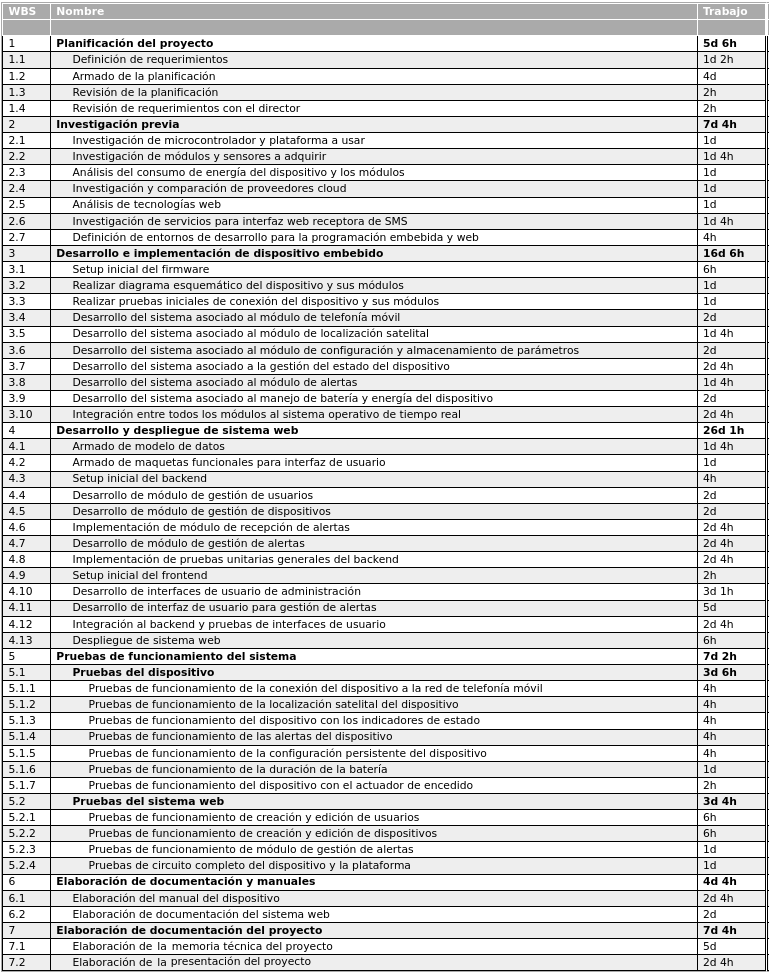 WBS Nombre Trabajo
1 Planificación del proyecto 5d 6h
1.1 Definición de requerimientos 1d 2h
1.2 Armado de la planificación 4d
1.3 Revisión de la planificación 2h
1.4 Revisión de requerimientos con el director 2h
2 Investigación previa 7d 4h
2.1 Investigación de microcontrolador y plataforma a usar 1d
2.2 Investigación de módulos y sensores a adquirir 1d 4h
2.3 Análisis del consumo de energía del dispositivo y los módulos 1d
2.4 Investigación y comparación de proveedores cloud 1d
2.5 Análisis de tecnologías web 1d
2.6 Investigación de servicios para interfaz web receptora de SMS 1d 4h
2.7 Definición de entornos de desarrollo para la programación embebida y web 4h
3 Desarrollo e implementación de dispositivo embebido 16d 6h
3.1 Setup inicial del firmware 6h
3.2 Realizar diagrama esquemático del dispositivo y sus módulos 1d
3.3 Realizar pruebas iniciales de conexión del dispositivo y sus módulos 1d
3.4 Desarrollo del sistema asociado al módulo de telefonía móvil 2d
3.5 Desarrollo del sistema asociado al módulo de localización satelital 1d 4h
3.6 Desarrollo del sistema asociado al módulo de configuración y almacenamiento de parámetros 2d
3.7 Desarrollo del sistema asociado a la gestión del estado del dispositivo 2d 4h
3.8 Desarrollo del sistema asociado al módulo de alertas 1d 4h
3.9 Desarrollo del sistema asociado al manejo de batería y energía del dispositivo 2d
3.10 Integración entre todos los módulos al sistema operativo de tiempo real 2d 4h
4 Desarrollo y despliegue de sistema web 26d 1h
4.1 Armado de modelo de datos 1d 4h
4.2 Armado de maquetas funcionales para interfaz de usuario 1d
4.3 Setup inicial del backend 4h
4.4 Desarrollo de módulo de gestión de usuarios 2d
4.5 Desarrollo de módulo de gestión de dispositivos 2d
4.6 Implementación de módulo de recepción de alertas 2d 4h
4.7 Desarrollo de módulo de gestión de alertas 2d 4h
4.8 Implementación de pruebas unitarias generales del backend 2d 4h
4.9 Setup inicial del frontend 2h
4.10 Desarrollo de interfaces de usuario de administración 3d 1h
4.11 Desarrollo de interfaz de usuario para gestión de alertas 5d
4.12 Integración al backend y pruebas de interfaces de usuario 2d 4h
4.13 Despliegue de sistema web 6h
5 Pruebas de funcionamiento del sistema 7d 2h
5.1 Pruebas del dispositivo 3d 6h
5.1.1 Pruebas de funcionamiento de la conexión del dispositivo a la red de telefonía móvil 4h
5.1.2 Pruebas de funcionamiento de la localización satelital del dispositivo 4h
5.1.3 Pruebas de funcionamiento del dispositivo con los indicadores de estado 4h
5.1.4 Pruebas de funcionamiento de las alertas del dispositivo 4h
5.1.5 Pruebas de funcionamiento de la configuración persistente del dispositivo 4h
5.1.6 Pruebas de funcionamiento de la duración de la batería 1d
5.1.7 Pruebas de funcionamiento del dispositivo con el actuador de encedido 2h
5.2 Pruebas del sistema web 3d 4h
5.2.1 Pruebas de funcionamiento de creación y edición de usuarios 6h
5.2.2 Pruebas de funcionamiento de creación y edición de dispositivos 6h
5.2.3 Pruebas de funcionamiento de módulo de gestión de alertas 1d
5.2.4 Pruebas de circuito completo del dispositivo y la plataforma 1d
6 Elaboración de documentación y manuales 4d 4h
6.1 Elaboración del manual del dispositivo 2d 4h
6.2 Elaboración de documentación del sistema web 2d
7 Elaboración de documentación del proyecto 7d 4h
7.1 Elaboración de la memoria técnica del proyecto 5d
7.2 Elaboración de la presentación del proyecto 2d 4h